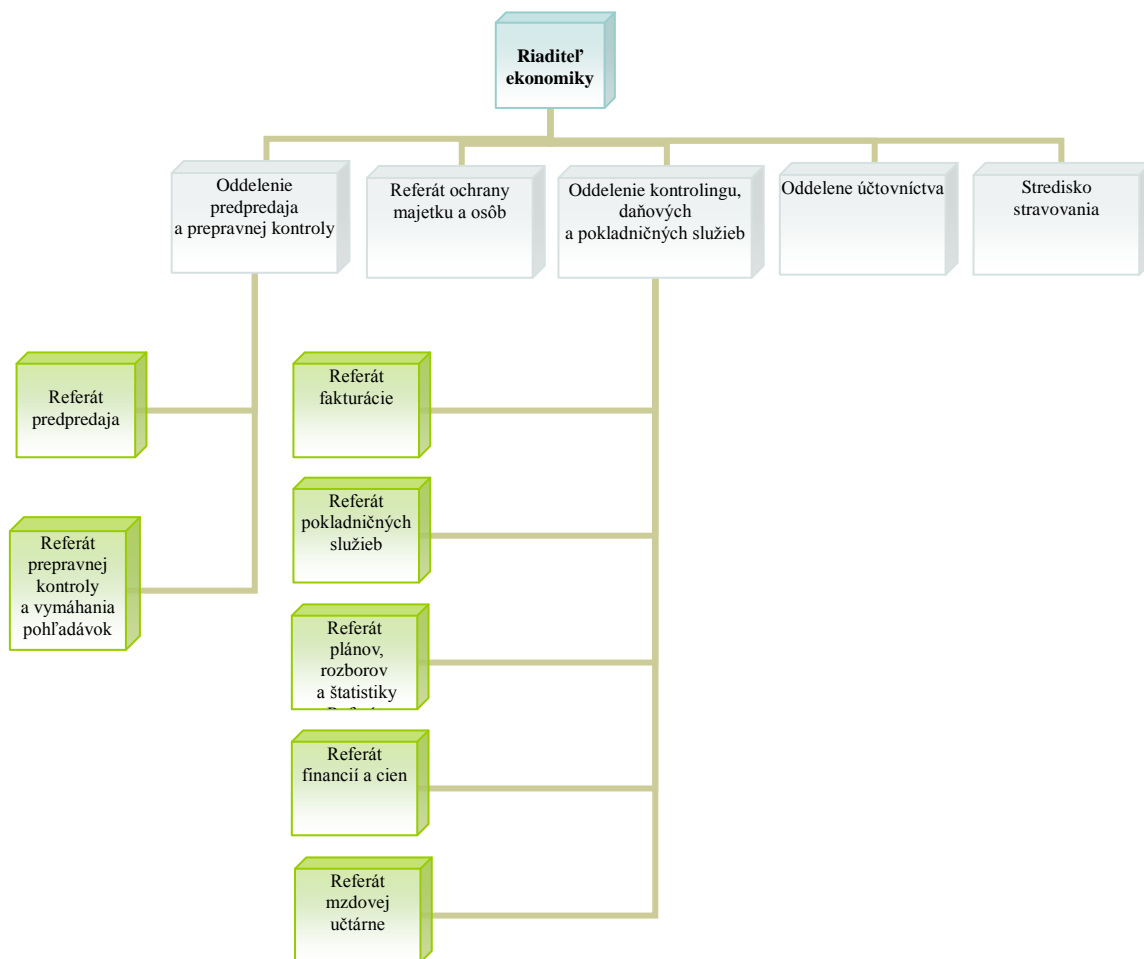 Riaditeľ
ekonomiky
Oddelenie
predpredaja
a prepravnej kontroly
Referát ochrany
majetku a osôb
Oddelenie kontrolingu,
daňových
a pokladničných služieb
Oddelene účtovníctva
Stredisko
stravovania
Referát
predpredaja
Referát
prepravnej
kontroly
a vymáhania
pohľadávok
Referát
fakturácie
Referát
pokladničných
služieb
Referát
plánov,
rozborov
a štatistiky
Referát
financií a cien
Referát
mzdovej
učtárne